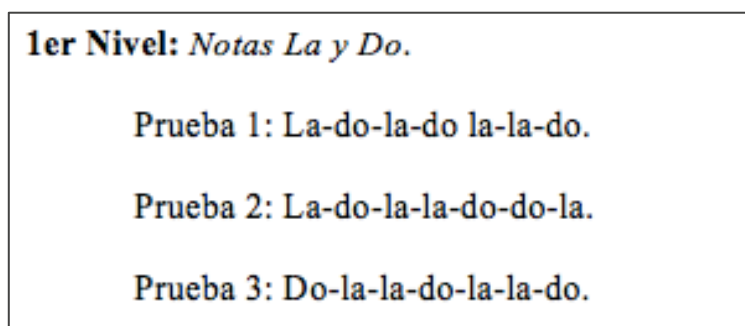 1er Nivel: Notas La y Do.
Prueba 1: La-do-la-do la-la-do.
Prueba 2: La-do-la-la-do-do-la.
Prueba 3: Do-la-la-do-la-la-do.